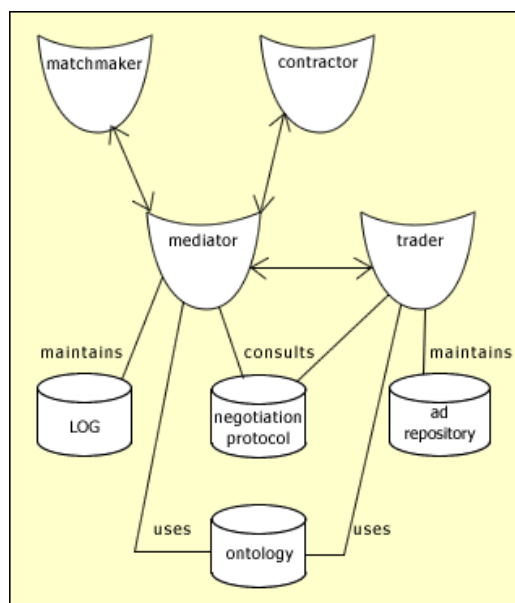 matchmaker
contractor
mediator
trader
maintains
consults
maintains
LOG
negotiation
protocol
ad
repository
uses
ontology
uses